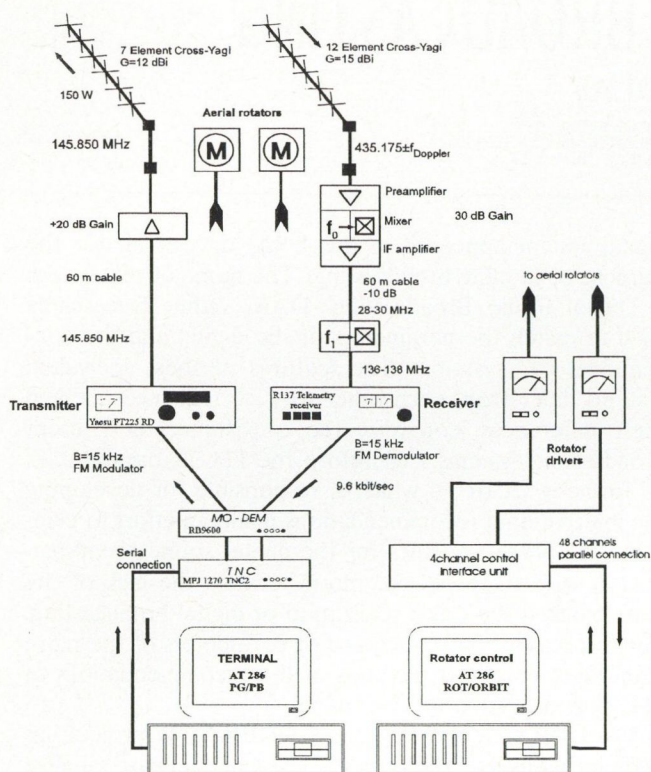 7 Element Cross-Yagi
G=12 dBi
12 Element Cross-Yagi
G=15 dBi
150 W
Aerial rotators
145.850 MHz
M
M
435.175±fDoppler
Preamplifier
+20 dB Gain
f0
Mixer
30 dB Gain
IF amplifier
60 m cable
60 m cable
-10 dB
28-30 MHz
to aerial rotators
145.850 MHz
f1
136-138 MHz
Transmitter
Yaesu FT225 RD
R137 Telemetry
receiver
Receiver
Rotator
drivers
B=15 kHz
FM Modulator
B=15 kHz
FM Demodulator
9.6 kbit/sec
MO-DEM
RB9600
Serial
connection
TNC
MFJ 1270 TNC2
4channel control
interface unit
48 channels
parallel connection
TERMINAL
AT 286
PG/PB
Rotator control
AT 286
ROT/ORBIT